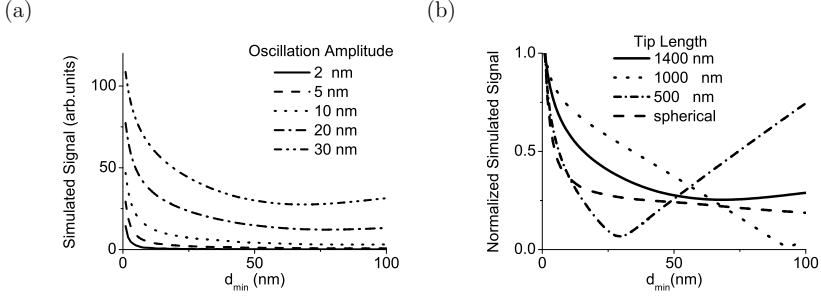 (a)
Simulated Signal (arb.units)
100
50
0
0
50
100
d_min (nm)
Oscillation Amplitude
2 nm
5 nm
10 nm
20 nm
30 nm
(b)
Normalized Simulated Signal
1.0
0.5
0.0
0
50
100
d_min (nm)
Tip Length
1400 nm
1000 nm
500 nm
spherical